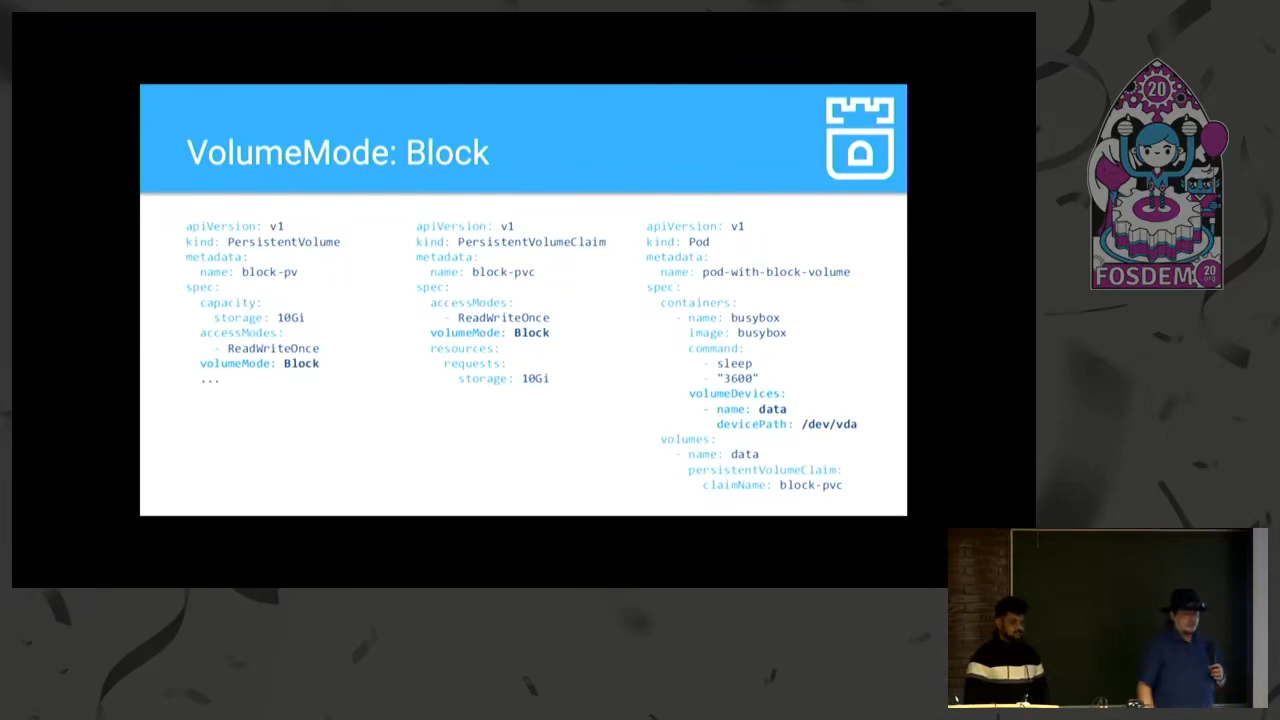 VolumeMode: Block
apiVersion: v1
kind: PersistentVolume
metadata:
  name: block-pv
spec:
  capacity:
    storage: 10Gi
  accessModes:
    - ReadWriteOnce
  volumeMode: Block
  ...
apiVersion: v1
kind: PersistentVolumeClaim
metadata:
  name: block-pvc
spec:
  accessModes:
    - ReadWriteOnce
  volumeMode: Block
  resources:
    requests:
      storage: 10Gi
apiVersion: v1
kind: Pod
metadata:
  name: pod-with-block-volume
spec:
  containers:
    - name: busybox
      image: busybox
      command:
        - sleep
        - "3600"
      volumeDevices:
        - name: data
          devicePath: /dev/vda
  volumes:
    - name: data
      persistentVolumeClaim:
        claimName: block-pvc
20
FOSDEM
20
org